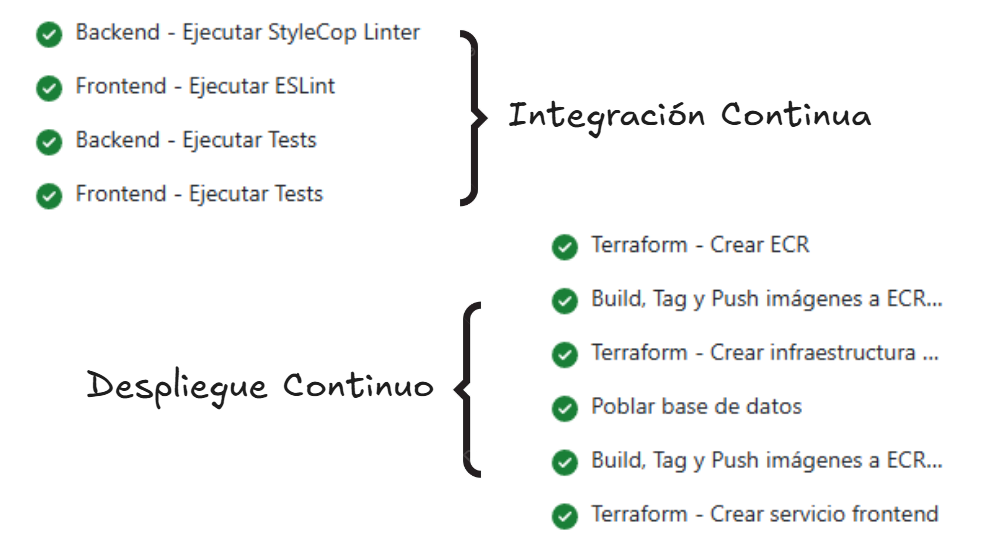 Backend - Ejecutar StyleCop Linter
Frontend - Ejecutar ESLint
Backend - Ejecutar Tests
Frontend - Ejecutar Tests
Integración Continua
Terraform - Crear ECR
Build, Tag y Push imágenes a ECR...
Terraform - Crear infraestructura ...
Poblar base de datos
Build, Tag y Push imágenes a ECR...
Terraform - Crear servicio frontend
Despliegue Continuo